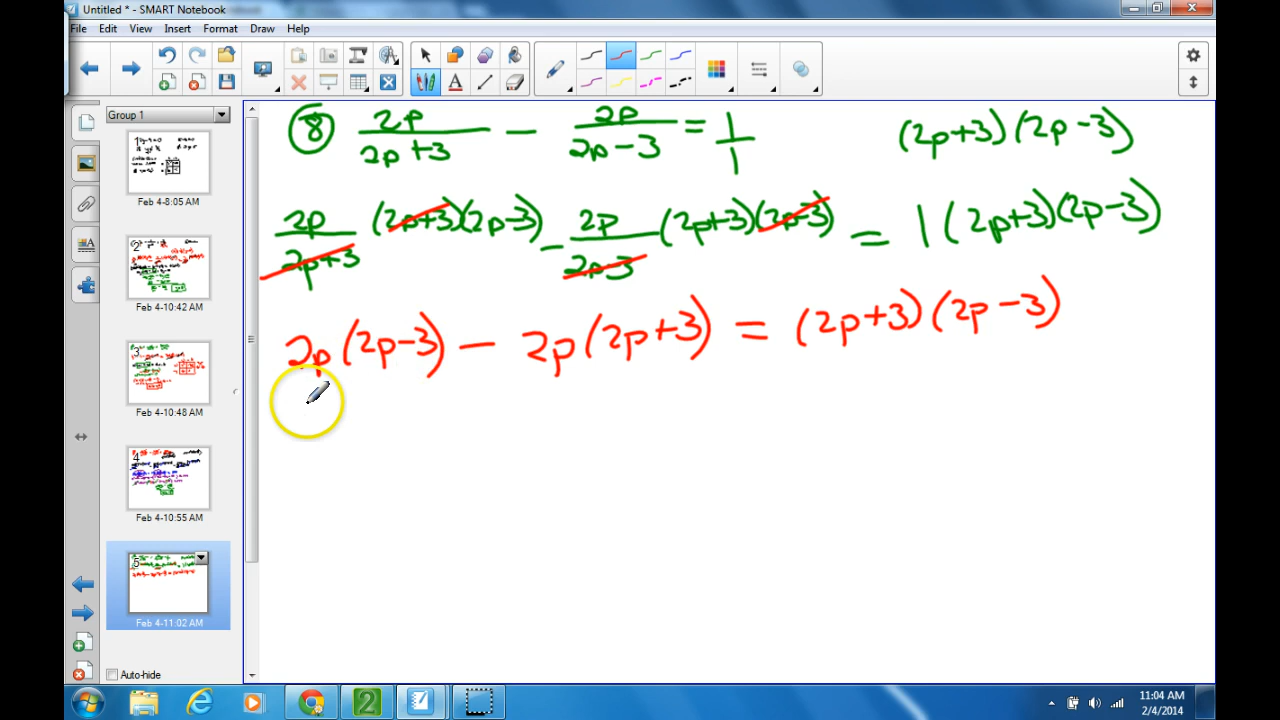 Untitled * - SMART Notebook
File Edit View Insert Format Draw Help
Group 1
Feb 4-8:05 AM
2
Feb 4-10:42 AM
3
Feb 4-10:48 AM
4
Feb 4-10:55 AM
5
Feb 4-11:02 AM
Auto-hide
⑧ 2p/2p+3 − 2p/2p−3 = 1/1 (2p+3)(2p−3)
2p/2p+3 (2p+3)(2p−3) − 2p/2p-3 (2p+3)(2p−3) = 1(2p+3)(2p−3)
2p(2p−3) − 2p(2p+3) = (2p+3)(2p−3)
11:04 AM
2/4/2014